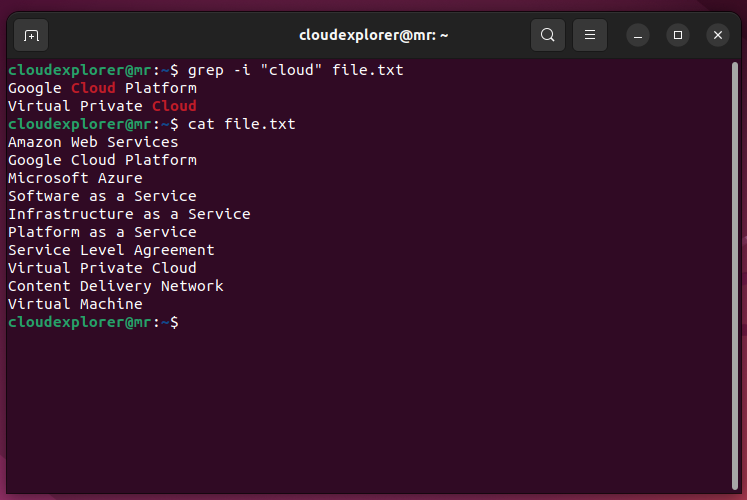 cloudexplorer@mr: ~
cloudexplorer@mr:~$ grep -i "cloud" file.txt
Google Cloud Platform
Virtual Private Cloud
cloudexplorer@mr:~$ cat file.txt
Amazon Web Services
Google Cloud Platform
Microsoft Azure
Software as a Service
Infrastructure as a Service
Platform as a Service
Service Level Agreement
Virtual Private Cloud
Content Delivery Network
Virtual Machine
cloudexplorer@mr:~$